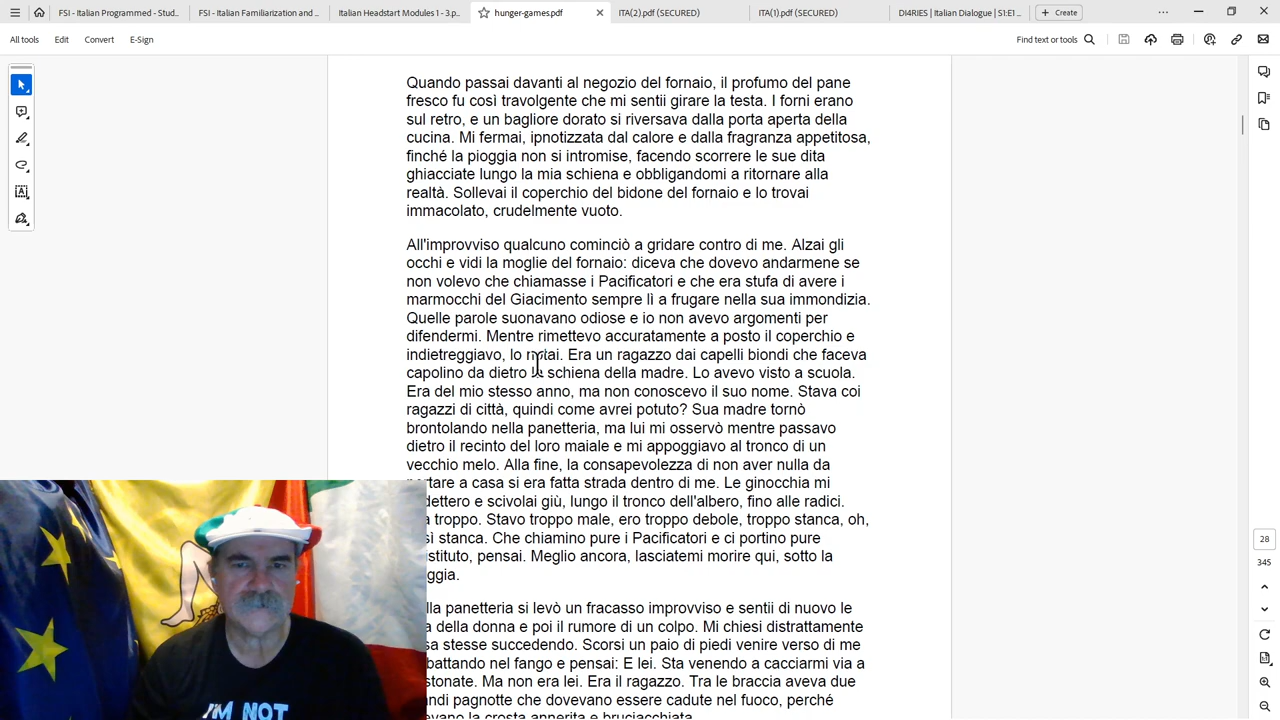 FSI - Italian Programmed - Stud...
FSI - Italian Familiarization and ...
Italian Headstart Modules 1 - 3.p...
hunger-games.pdf
ITA(2).pdf (SECURED)
ITA(1).pdf (SECURED)
DI4RIES | Italian Dialogue | S1:E1 ...
+ Create
All tools
Edit
Convert
E-Sign
Find text or tools
Quando passai davanti al negozio del fornaio, il profumo del pane
fresco fu così travolgente che mi sentii girare la testa. I forni erano
sul retro, e un bagliore dorato si riversava dalla porta aperta della
cucina. Mi fermai, ipnotizzata dal calore e dalla fragranza appetitosa,
finché la pioggia non si intromise, facendo scorrere le sue dita
ghiacciate lungo la mia schiena e obbligandomi a ritornare alla
realtà. Sollevai il coperchio del bidone del fornaio e lo trovai
immacolato, crudelmente vuoto.
All'improvviso qualcuno cominciò a gridare contro di me. Alzai gli
occhi e vidi la moglie del fornaio: diceva che dovevo andarmene se
non volevo che chiamasse i Pacificatori e che era stufa di avere i
marmocchi del Giacimento sempre lì a frugare nella sua immondizia.
Quelle parole suonavano odiose e io non avevo argomenti per
difendermi. Mentre rimettevo accuratamente a posto il coperchio e
indietreggiavo, lo notai. Era un ragazzo dai capelli biondi che faceva
capolino da dietro la schiena della madre. Lo avevo visto a scuola.
Era del mio stesso anno, ma non conoscevo il suo nome. Stava coi
ragazzi di città, quindi come avrei potuto? Sua madre tornò
brontolando nella panetteria, ma lui mi osservò mentre passavo
dietro il recinto del loro maiale e mi appoggiavo al tronco di un
vecchio melo. Alla fine, la consapevolezza di non aver nulla da
a casa si era fatta strada dentro di me. Le ginocchia mi
e scivolai giù, lungo il tronco dell'albero, fino alle radici.
troppo. Stavo troppo male, ero troppo debole, troppo stanca, oh,
stanca. Che chiamino pure i Pacificatori e ci portino pure
pensai. Meglio ancora, lasciatemi morire qui, sotto la
panetteria si levò un fracasso improvviso e sentii di nuovo le
della donna e poi il rumore di un colpo. Mi chiesi distrattamente
stesse succedendo. Scorsi un paio di piedi venire verso di me
nel fango e pensai: E lei. Sta venendo a cacciarmi via a
Ma non era lei. Era il ragazzo. Tra le braccia aveva due
pagnotte che dovevano essere cadute nel fuoco, perché
la crosta annerita e bruciacchiata.
28
345
I'M NOT